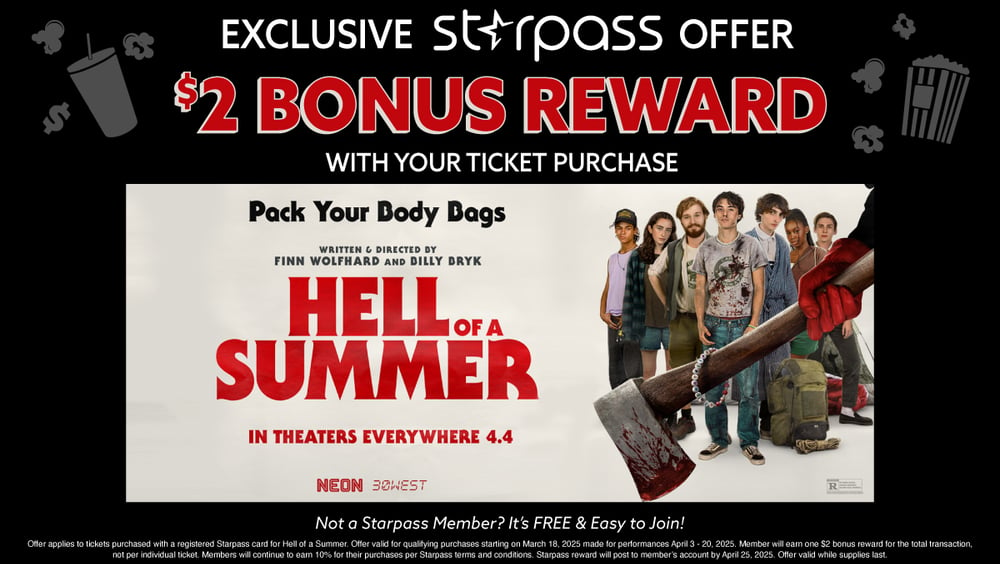 EXCLUSIVE starpass OFFER
$2 BONUS REWARD
WITH YOUR TICKET PURCHASE
Pack Your Body Bags
WRITTEN & DIRECTED BY
FINN WOLFHARD AND BILLY BRYK
HELL OF A
SUMMER
IN THEATERS EVERYWHERE 4.4
NEON 30WEST
R
Not a Starpass Member? It's FREE & Easy to Join!
Offer applies to tickets purchased with a registered Starpass card for Hell of a Summer. Offer valid for qualifying purchases starting on March 18, 2025 made for performances April 3 - 20, 2025. Member will earn one $2 bonus reward for the total transaction,
not per individual ticket. Members will continue to earn 10% for their purchases per Starpass terms and conditions. Starpass reward will post to member's account by April 25, 2025. Offer valid while supplies last.